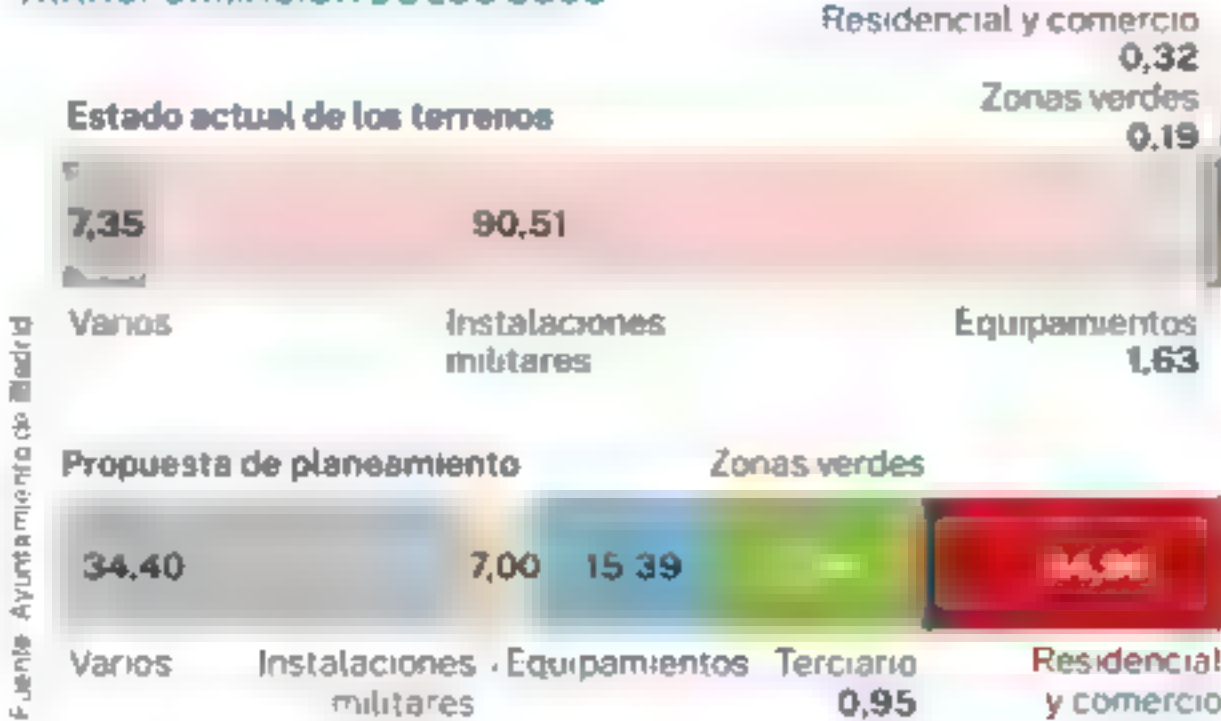 Residencial y comercio
0,32
Zonas verdes
0,19
Estado actual de los terrenos
7,35
90,51
Varios
Instalaciones
militares
Equipamientos
1,63
Propuesta de planeamiento
Zonas verdes
34,40
7,00
15 39
Varios
Instalaciones
militares
Equipamientos
Terciario
0,95
Residencial
y comercio
Fuente Ayuntamiento de Madrid